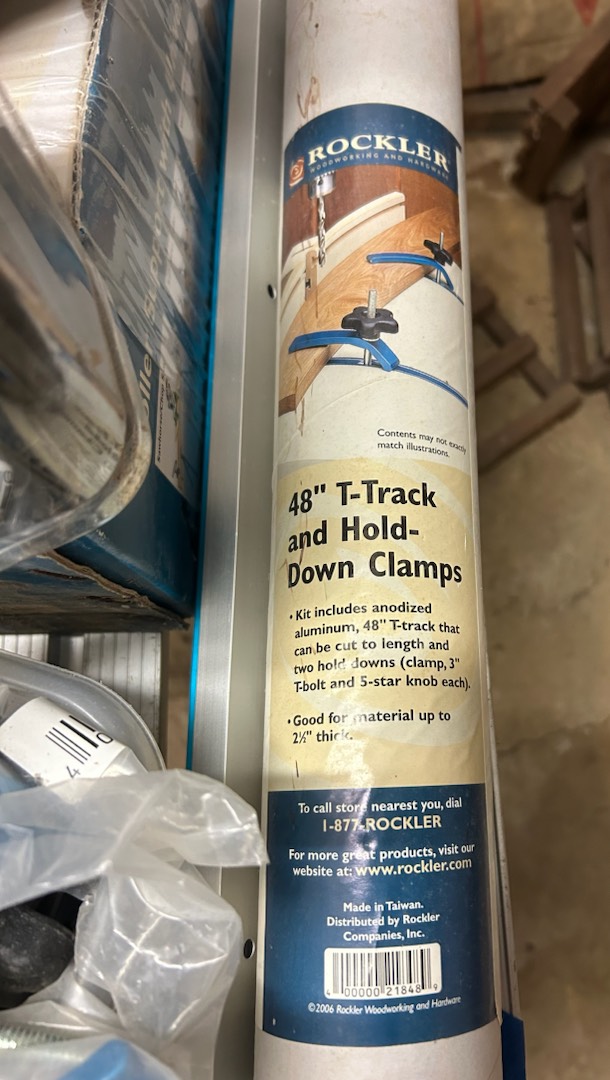 ROCKLER
WOODWORKING AND HARDWARE
Contents may not exactly
match illustrations.
48" T-Track
and Hold-
Down Clamps
• Kit includes anodized
aluminum, 48" T-track that
can be cut to length and
two hold downs (clamp, 3"
T-bolt and 5-star knob each).
• Good for material up to
2½" thick.
To call store nearest you, dial
1-877-ROCKLER
For more great products, visit our
website at: www.rockler.com
Made in Taiwan.
Distributed by Rockler
Companies, Inc.
4 00000 21848 9
©2006 Rockler Woodworking and Hardware